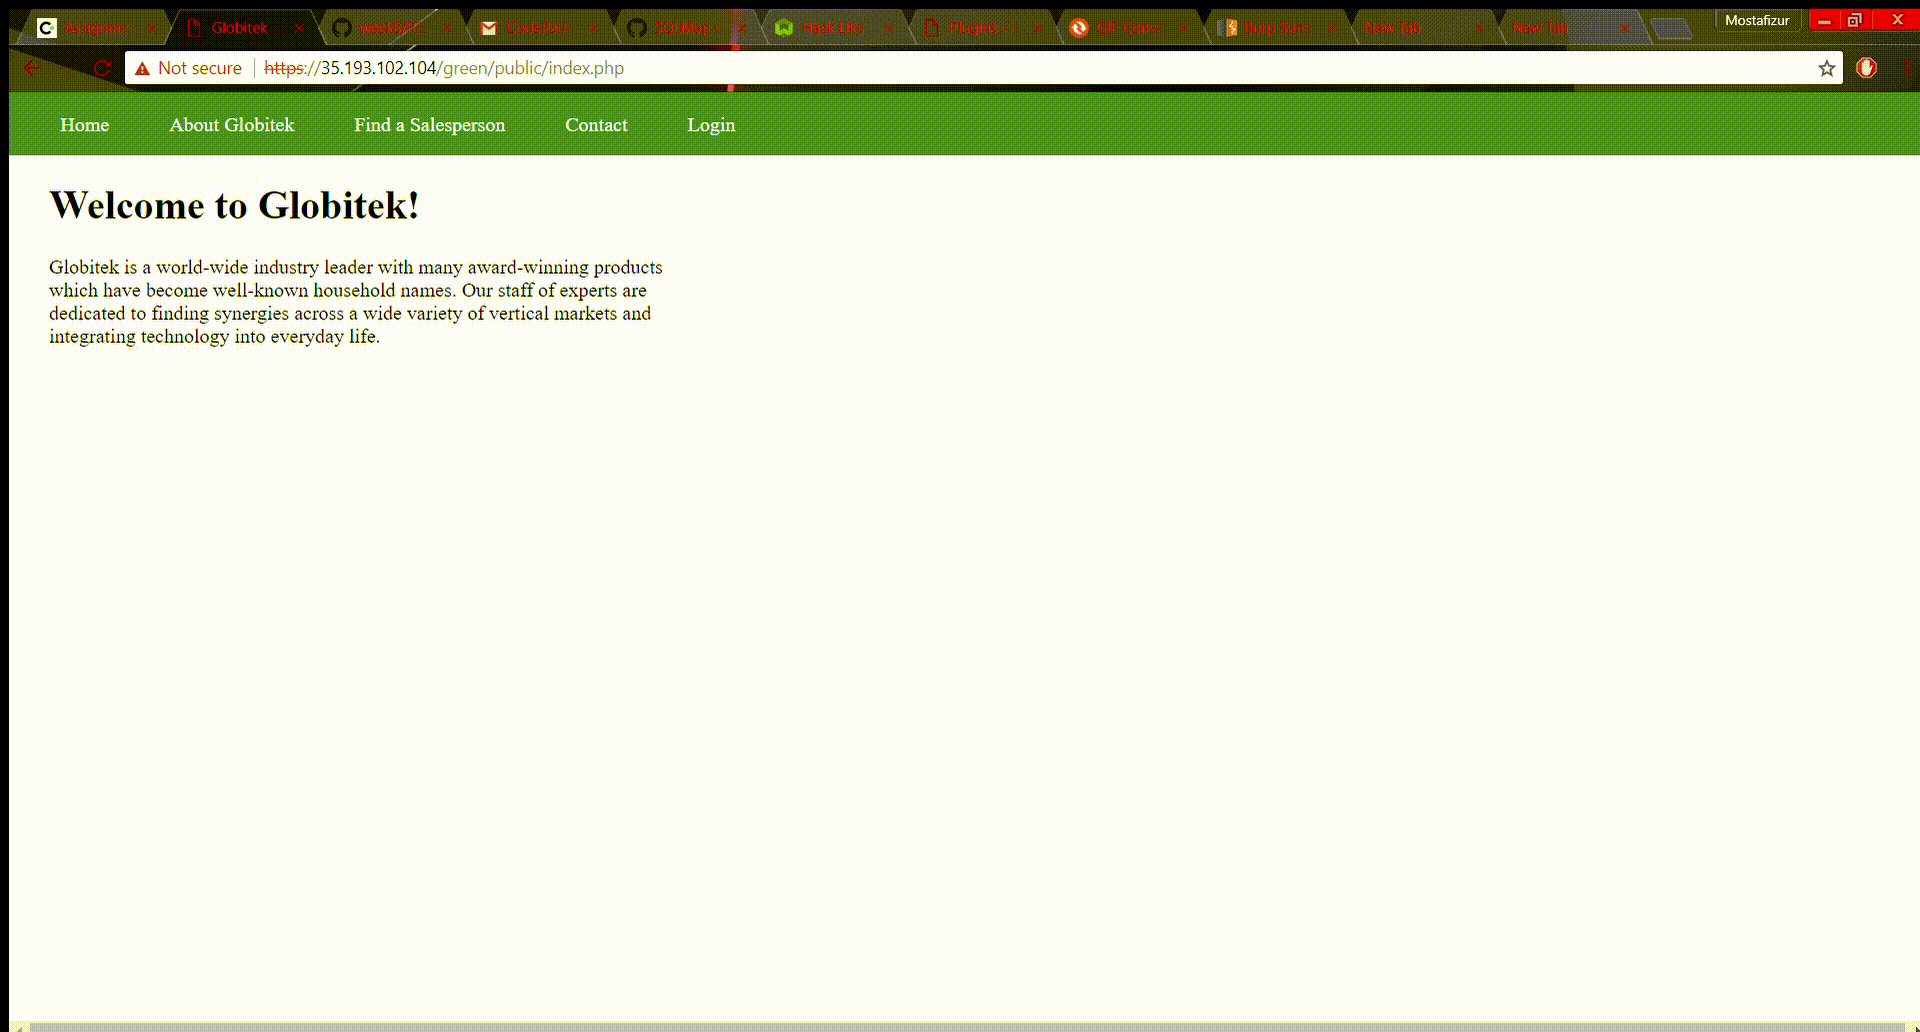 Assignme Globitek week8/RE CodePath SQLMap Hack Like Plugins ‹ GIF Conv Burp Suite New Tab New Tab Mostafizur
Not secure https://35.193.102.104/green/public/index.php
Home About Globitek Find a Salesperson Contact Login
Welcome to Globitek!
Globitek is a world-wide industry leader with many award-winning products
which have become well-known household names. Our staff of experts are
dedicated to finding synergies across a wide variety of vertical markets and
integrating technology into everyday life.